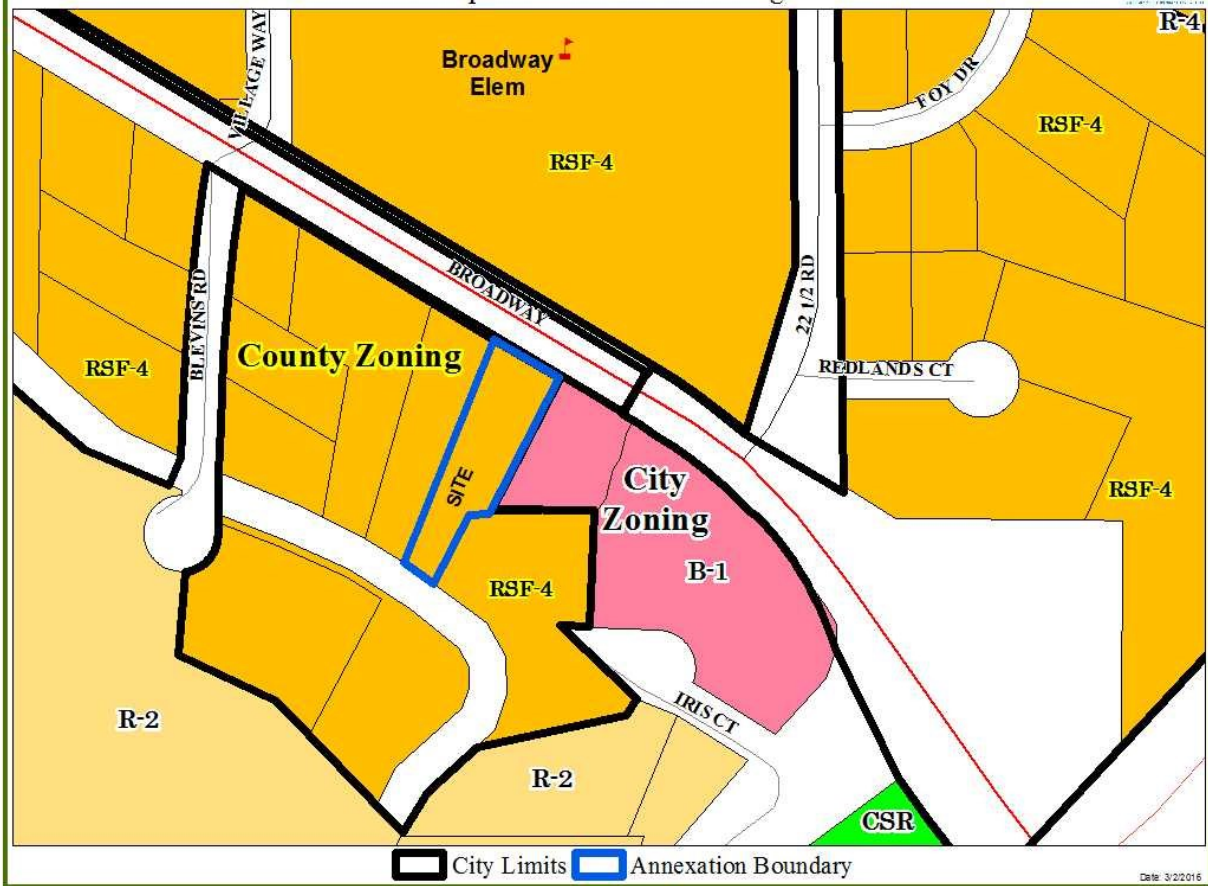 R-4
VILLAGE WAY
Broadway
Elem
FOY DR
RSF-4
RSF-4
BROADWAY
22 1/2 RD
BLEVINS RD
County Zoning
RSF-4
REDLANDS CT
SITE
City
Zoning
RSF-4
B-1
RSF-4
IRIS CT
R-2
R-2
CSR
City Limits Annexation Boundary
Date: 3/2/2016